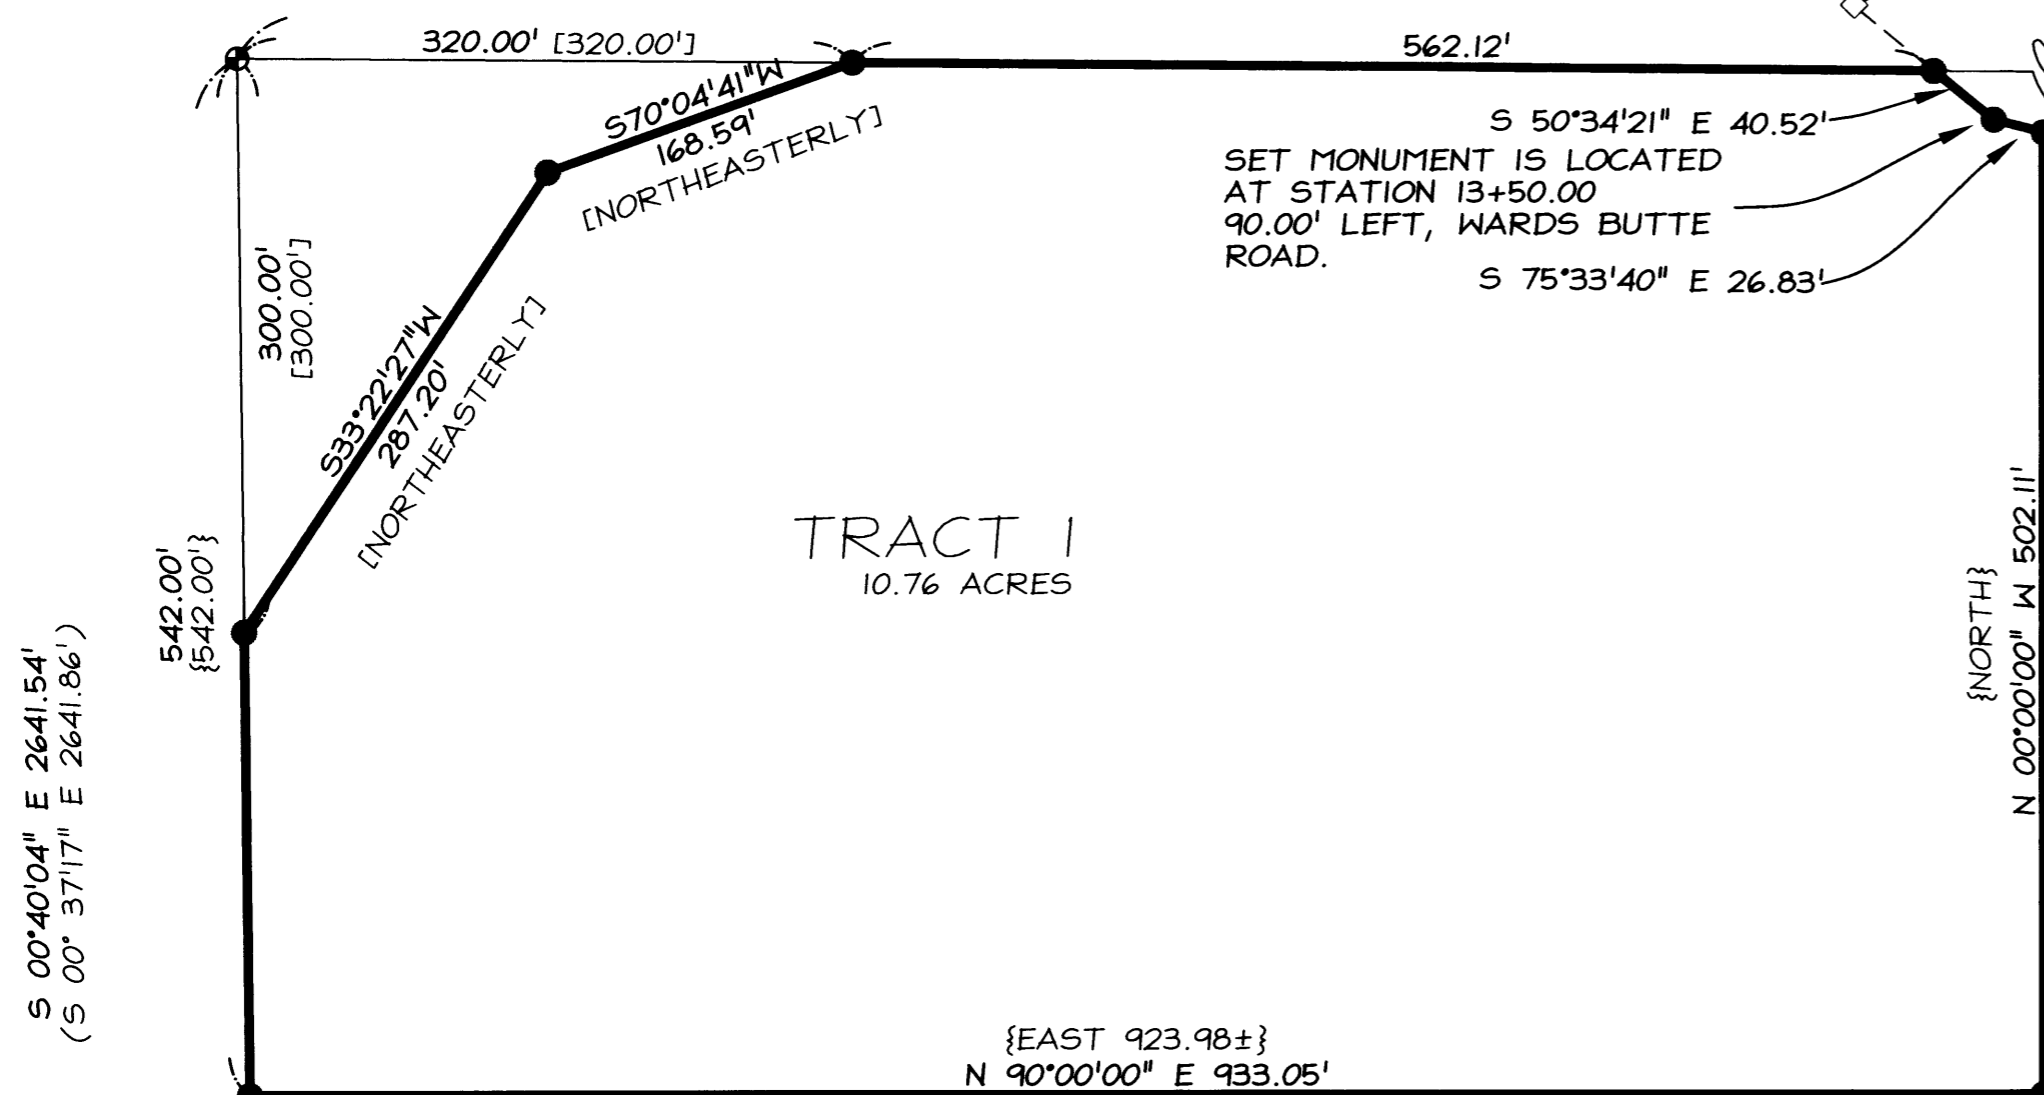 320.00' [320.00']
562.12'
S70°04'41"W
168.59'
[NORTHEASTERLY]
S 50°34'21" E 40.52'
SET MONUMENT IS LOCATED
AT STATION 13+50.00
90.00' LEFT, WARDS BUTTE
ROAD.
S 75°33'40" E 26.83'
300.00'
[300.00']
S33°22'27"W
287.20'
[NORTHEASTERLY]
TRACT 1
10.76 ACRES
542.00'
{542.00'}
S 00°40'04" E 2641.54'
(S 00° 37'17" E 2641.86')
{NORTH}
N 00°00'00" W 502.11'
{EAST 923.98±}
N 90°00'00" E 933.05'